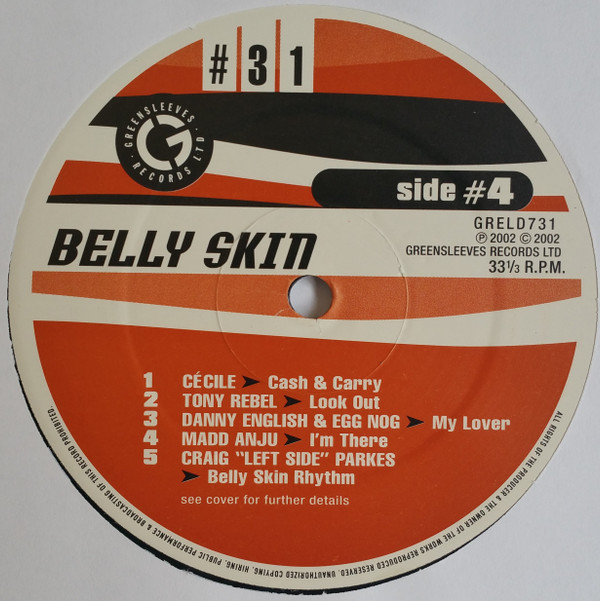 #31
GREENSLEEVES
RECORDS LTD
side #4
BELLY SKIN
GRELD731
℗ 2002 © 2002
GREENSLEEVES RECORDS LTD
33⅓ R.P.M.
1 CÉCILE ➤ Cash & Carry
2 TONY REBEL ➤ Look Out
3 DANNY ENGLISH & EGG NOG ➤ My Lover
4 MADD ANJU ➤ I'm There
5 CRAIG "LEFT SIDE" PARKES
➤ Belly Skin Rhythm
see cover for further details
ALL RIGHTS OF THE PRODUCER & THE OWNER OF THE WORKS REPRODUCED RESERVED. UNAUTHORIZED COPYING, HIRING, PUBLIC PERFORMANCE & BROADCASTING OF THIS RECORD PROHIBITED.